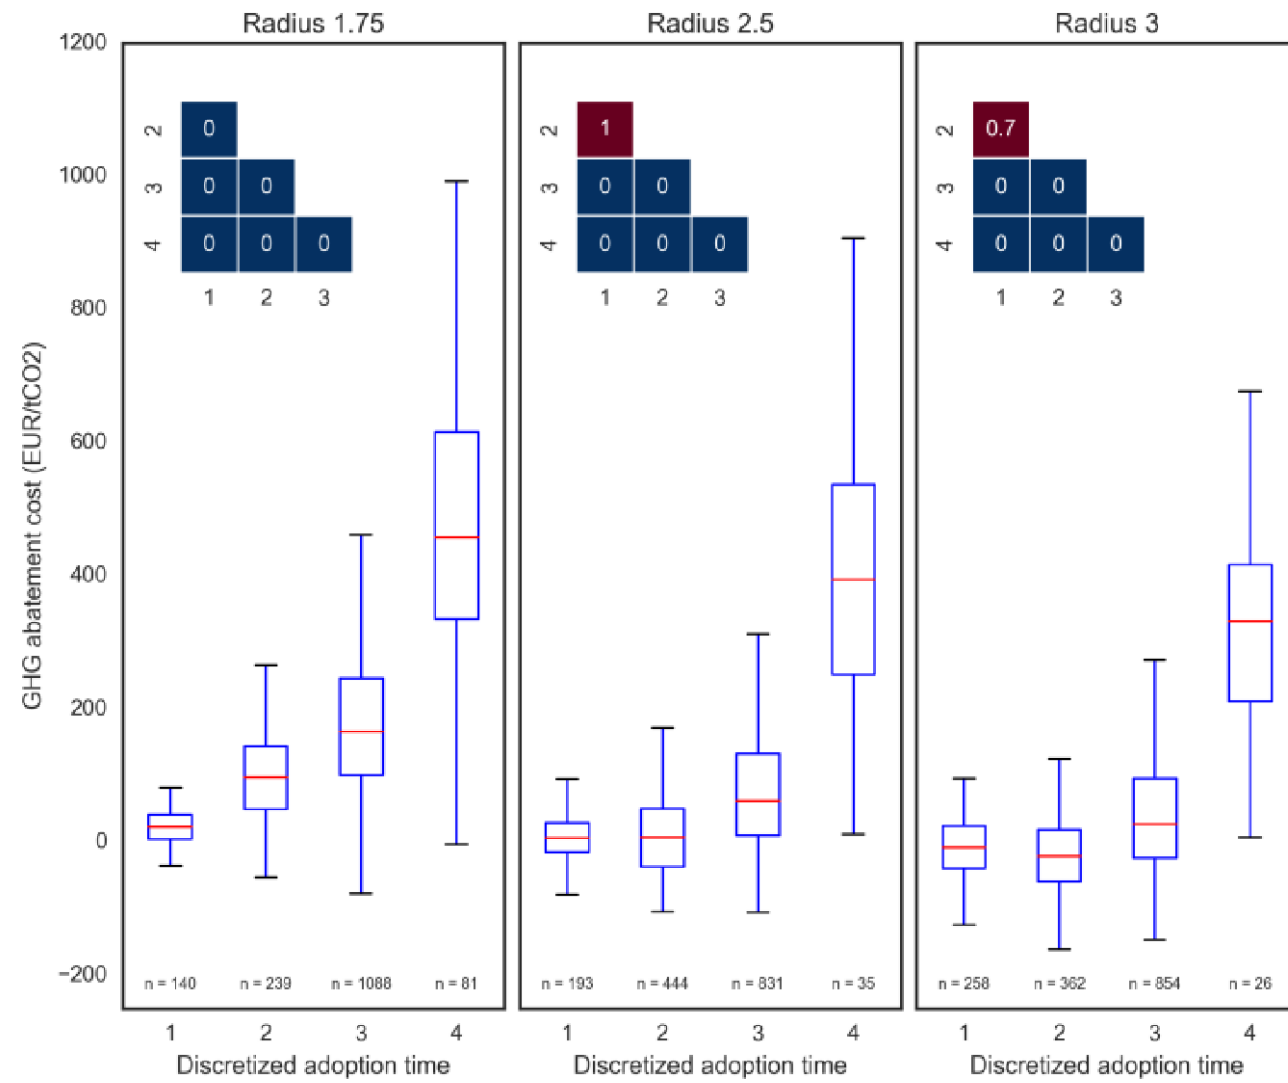 Radius 1.75
Radius 2.5
Radius 3
GHG abatement cost (EUR/tCO2)
1200
1000
800
600
400
200
0
−200
2
0
3
0 0
4
0 0 0
1 2 3
2
1
3
0 0
4
0 0 0
1 2 3
2
0.7
3
0 0
4
0 0 0
1 2 3
n = 140 n = 239 n = 1088 n = 81
n = 193 n = 444 n = 831 n = 35
n = 258 n = 362 n = 854 n = 26
1 2 3 4
1 2 3 4
1 2 3 4
Discretized adoption time
Discretized adoption time
Discretized adoption time